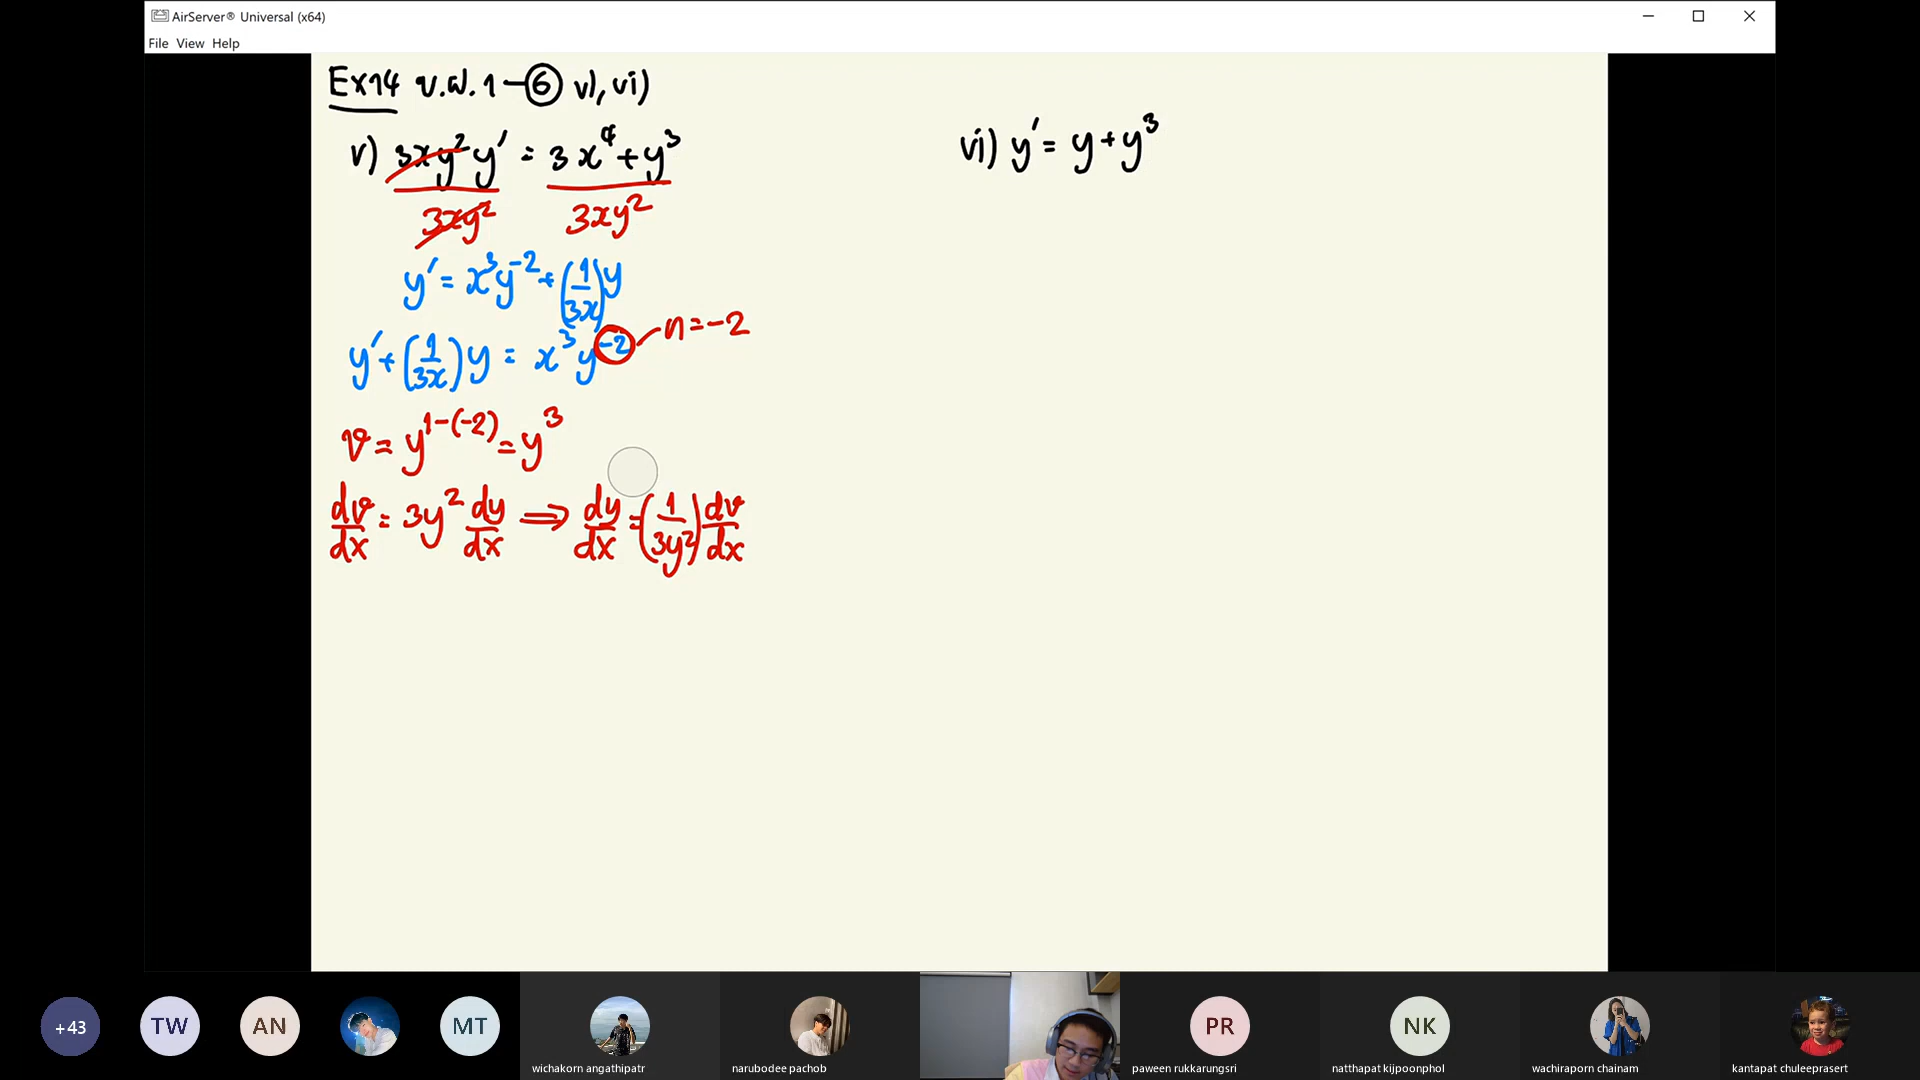 AirServer® Universal (x64)
File View Help
Ex14 บ.ฝ. 1 – ⑥ v), vi)
v) 3xy²y′ = 3x⁴ + y³
3xy² 3xy²
y′ = x³y⁻² + (1/3x)y
y′ + (1/3x)y = x³y⁻² n = -2
v = y¹⁻⁽⁻²⁾ = y³
dv/dx = 3y² dy/dx ⟹ dy/dx = (1/3y²) dv/dx
vi) y′ = y + y³
+43 TW AN MT PR NK
wichakorn angathipatr narubodee pachob paween rukkarungsri natthapat kijpoonphol wachiraporn chainam kantapat chuleeprasert